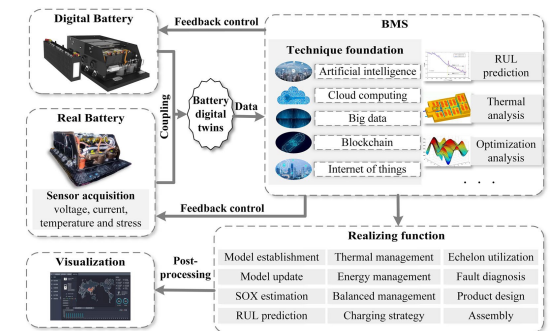 Digital Battery
Feedback control
BMS
Technique foundation
Artificial intelligence
Cloud computing
Big data
Blockchain
Internet of things
RUL
prediction
Thermal
analysis
Optimization
analysis
. . .
Coupling
Battery
digital
twins
Data
Real Battery
Sensor acquisition
voltage, current,
temperature and stress
Feedback control
Realizing function
Model establishment
Thermal management
Echelon utilization
Model update
Energy management
Fault diagnosis
SOX estimation
Balanced management
Product design
RUL prediction
Charging strategy
Assembly
Post-
processing
Visualization